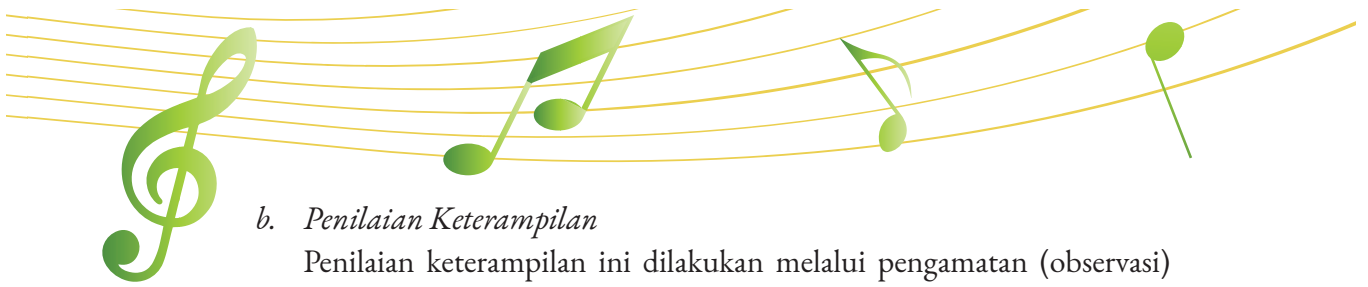 b. Penilaian Keterampilan
Penilaian keterampilan ini dilakukan melalui pengamatan (observasi)